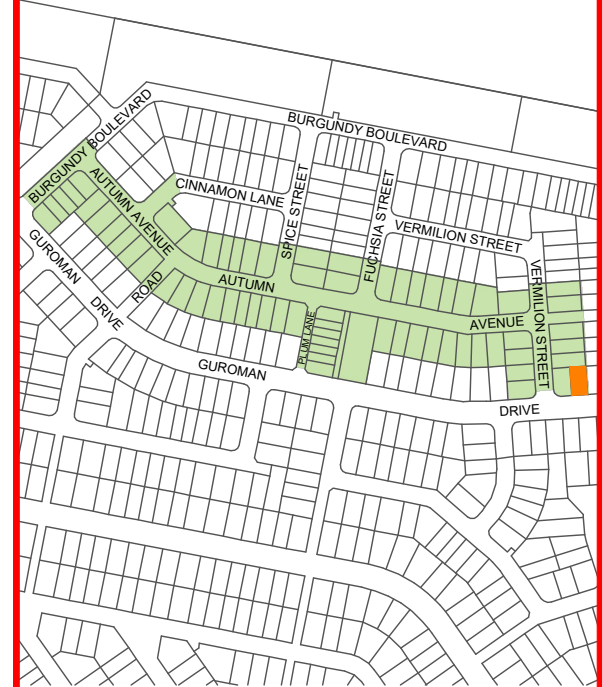 BURGUNDY BOULEVARD
BURGUNDY BOULEVARD
AUTUMN AVENUE
CINNAMON LANE
SPICE STREET
FUCHSIA STREET
VERMILION STREET
GUROMAN
DRIVE
ROAD
AUTUMN
AVENUE
VERMILION STREET
PLUM LANE
GUROMAN
DRIVE